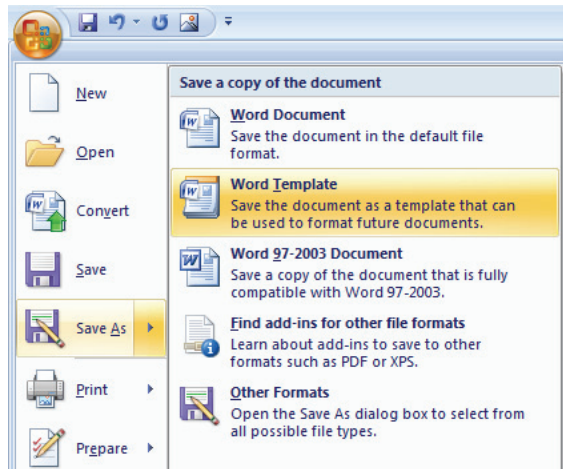 New
Open
Convert
Save
Save As
Print
Prepare
Save a copy of the document
Word Document
Save the document in the default file
format.
Word Template
Save the document as a template that can
be used to format future documents.
Word 97-2003 Document
Save a copy of the document that is fully
compatible with Word 97-2003.
Find add-ins for other file formats
Learn about add-ins to save to other
formats such as PDF or XPS.
Other Formats
Open the Save As dialog box to select from
all possible file types.